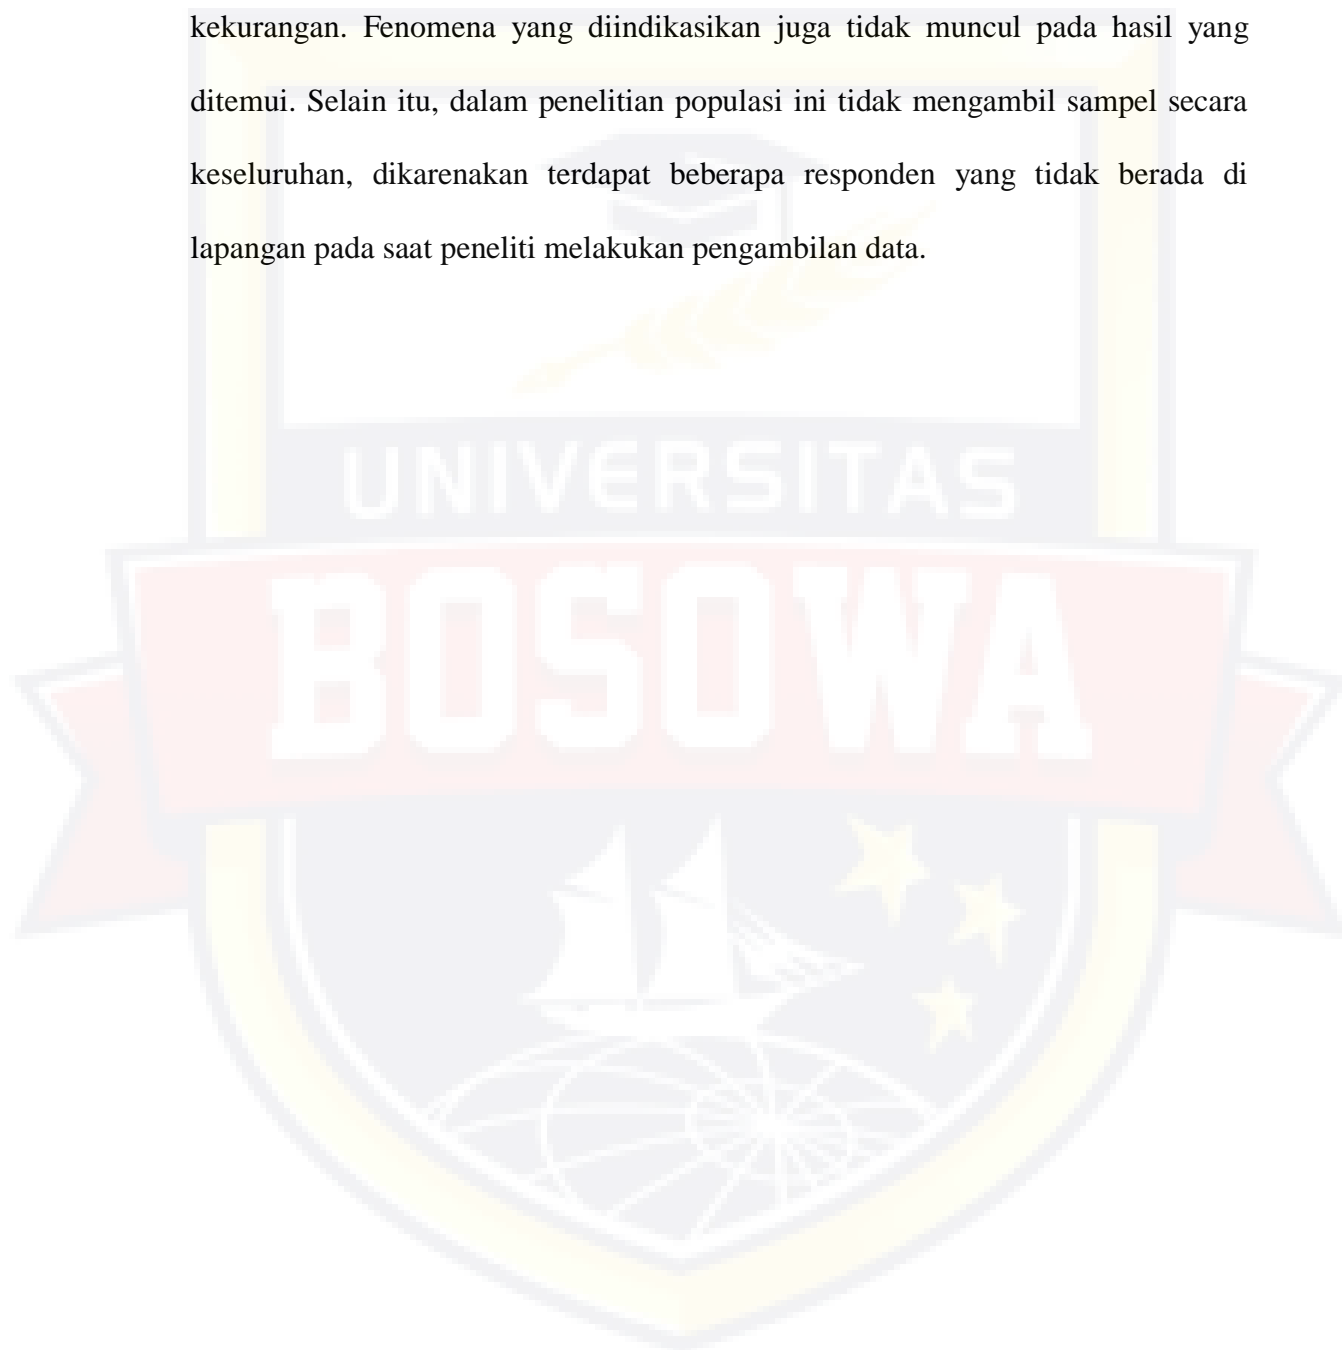 kekurangan. Fenomena yang diindikasikan juga tidak muncul pada hasil yang
ditemui. Selain itu, dalam penelitian populasi ini tidak mengambil sampel secara
keseluruhan, dikarenakan terdapat beberapa responden yang tidak berada di
lapangan pada saat peneliti melakukan pengambilan data.
UNIVERSITAS
BOSOWA